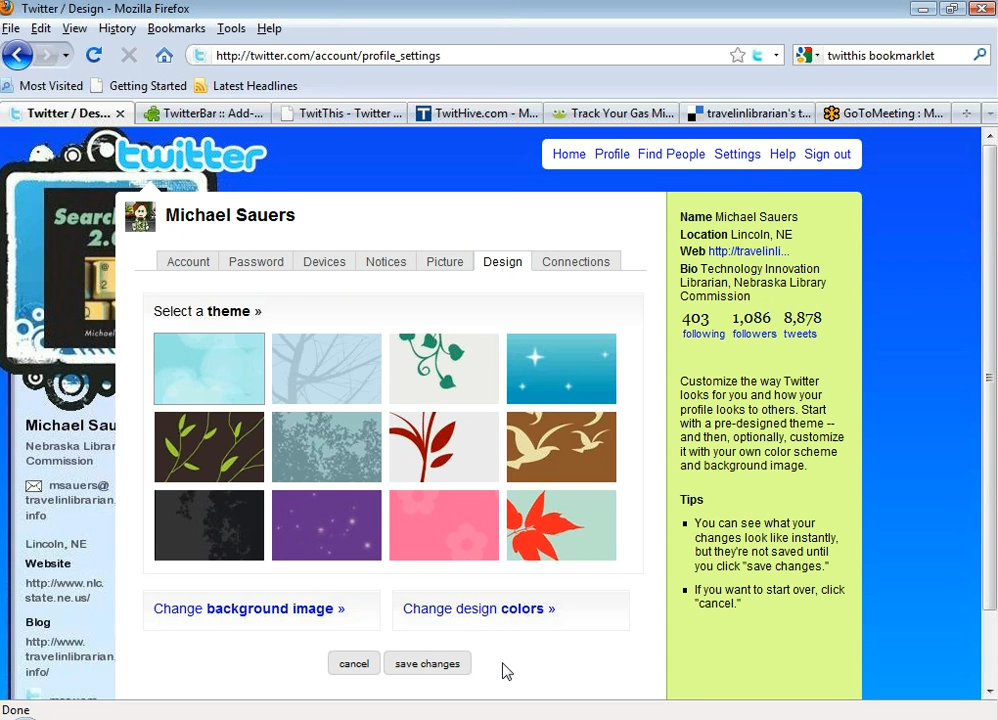 Twitter / Design - Mozilla Firefox
File Edit View History Bookmarks Tools Help
http://twitter.com/account/profile_settings
twitthis bookmarklet
Most Visited Getting Started Latest Headlines
Twitter / Des... TwitterBar :: Add-... TwitThis - Twitter ... TwitHive.com - M... Track Your Gas Mi... travelinlibrarian's t... GoToMeeting : M...
twitter
Home Profile Find People Settings Help Sign out
Searc
2.
Michae
Michael Sau
Nebraska Librar
Commission
msauers@
travelinlibrarian.
info
Lincoln, NE
Website
http://www.nlc.
state.ne.us/
Blog
http://www.
travelinlibrarian.
info/
Michael Sauers
Account Password Devices Notices Picture Design Connections
Select a theme »
Change background image »
Change design colors »
cancel save changes
Name Michael Sauers
Location Lincoln, NE
Web http://travelinli...
Bio Technology Innovation
Librarian, Nebraska Library
Commission
403 1,086 8,878
following followers tweets
Customize the way Twitter
looks for you and how your
profile looks to others. Start
with a pre-designed theme --
and then, optionally, customize
it with your own color scheme
and background image.
Tips
You can see what your
changes look like instantly,
but they're not saved until
you click "save changes."
If you want to start over, click
"cancel."
Done